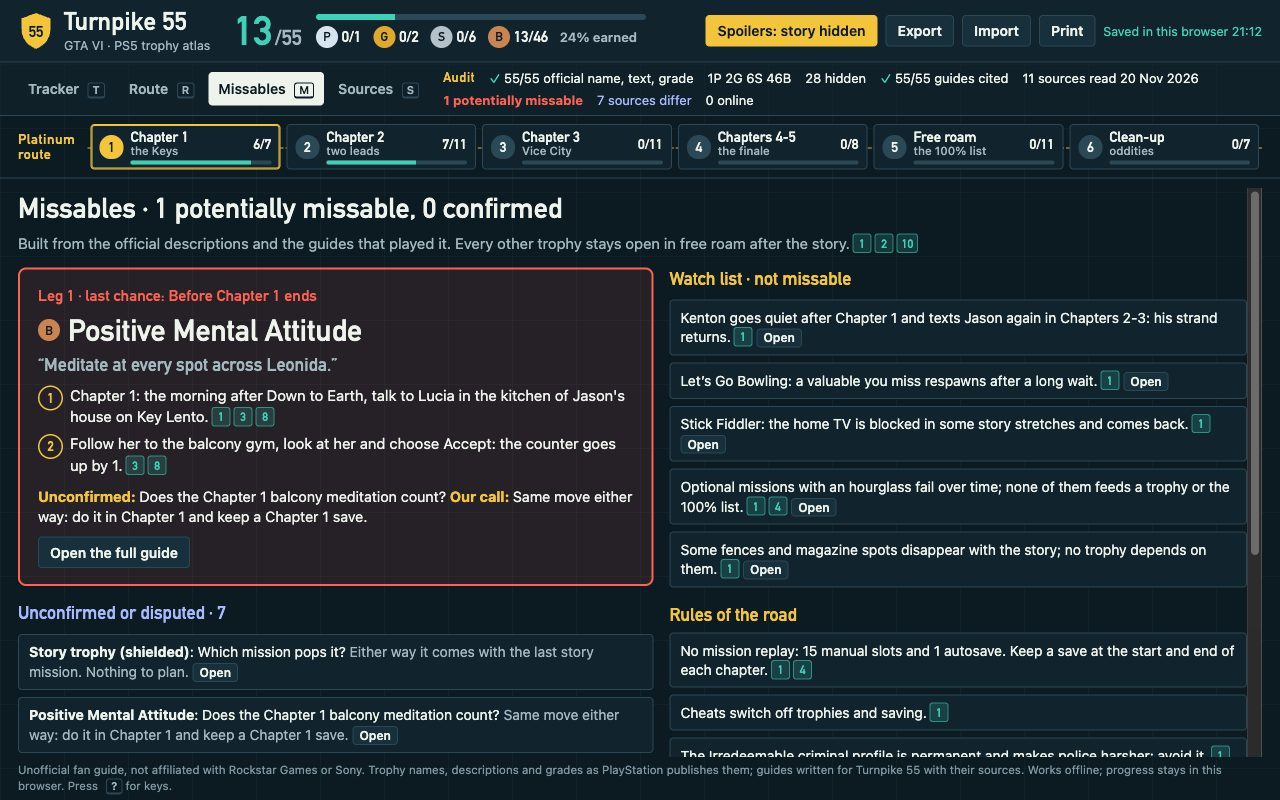 55
Turnpike 55
GTA VI · PS5 trophy atlas
13/55
P 0/1 G 0/2 S 0/6 B 13/46 24% earned
Spoilers: story hidden
Export
Import
Print
Saved in this browser 21:12
Tracker T
Route R
Missables M
Sources S
Audit ✓ 55/55 official name, text, grade 1P 2G 6S 46B 28 hidden ✓ 55/55 guides cited 11 sources read 20 Nov 2026
1 potentially missable 7 sources differ 0 online
Platinum
route
1 Chapter 1 6/7
the Keys
2 Chapter 2 7/11
two leads
3 Chapter 3 0/11
Vice City
4 Chapters 4-5 0/8
the finale
5 Free roam 0/11
the 100% list
6 Clean-up 0/7
oddities
Missables · 1 potentially missable, 0 confirmed
Built from the official descriptions and the guides that played it. Every other trophy stays open in free roam after the story. 1 2 10
Leg 1 · last chance: Before Chapter 1 ends
B Positive Mental Attitude
“Meditate at every spot across Leonida.”
1 Chapter 1: the morning after Down to Earth, talk to Lucia in the kitchen of Jason's
house on Key Lento. 1 3 8
2 Follow her to the balcony gym, look at her and choose Accept: the counter goes
up by 1. 3 8
Unconfirmed: Does the Chapter 1 balcony meditation count? Our call: Same move either
way: do it in Chapter 1 and keep a Chapter 1 save.
Open the full guide
Unconfirmed or disputed · 7
Story trophy (shielded): Which mission pops it? Either way it comes with the last story
mission. Nothing to plan. Open
Positive Mental Attitude: Does the Chapter 1 balcony meditation count? Same move either
way: do it in Chapter 1 and keep a Chapter 1 save. Open
Watch list · not missable
Kenton goes quiet after Chapter 1 and texts Jason again in Chapters 2-3: his strand
returns. 1 Open
Let’s Go Bowling: a valuable you miss respawns after a long wait. 1 Open
Stick Fiddler: the home TV is blocked in some story stretches and comes back. 1
Open
Optional missions with an hourglass fail over time; none of them feeds a trophy or the
100% list. 1 4 Open
Some fences and magazine spots disappear with the story; no trophy depends on
them. 1 Open
Rules of the road
No mission replay: 15 manual slots and 1 autosave. Keep a save at the start and end of
each chapter. 1 4
Cheats switch off trophies and saving. 1
The Irredeemable criminal profile is permanent and makes police harsher: avoid it. 1
Unofficial fan guide, not affiliated with Rockstar Games or Sony. Trophy names, descriptions and grades as PlayStation publishes them; guides written for Turnpike 55 with their sources. Works offline; progress stays in this
browser. Press ? for keys.